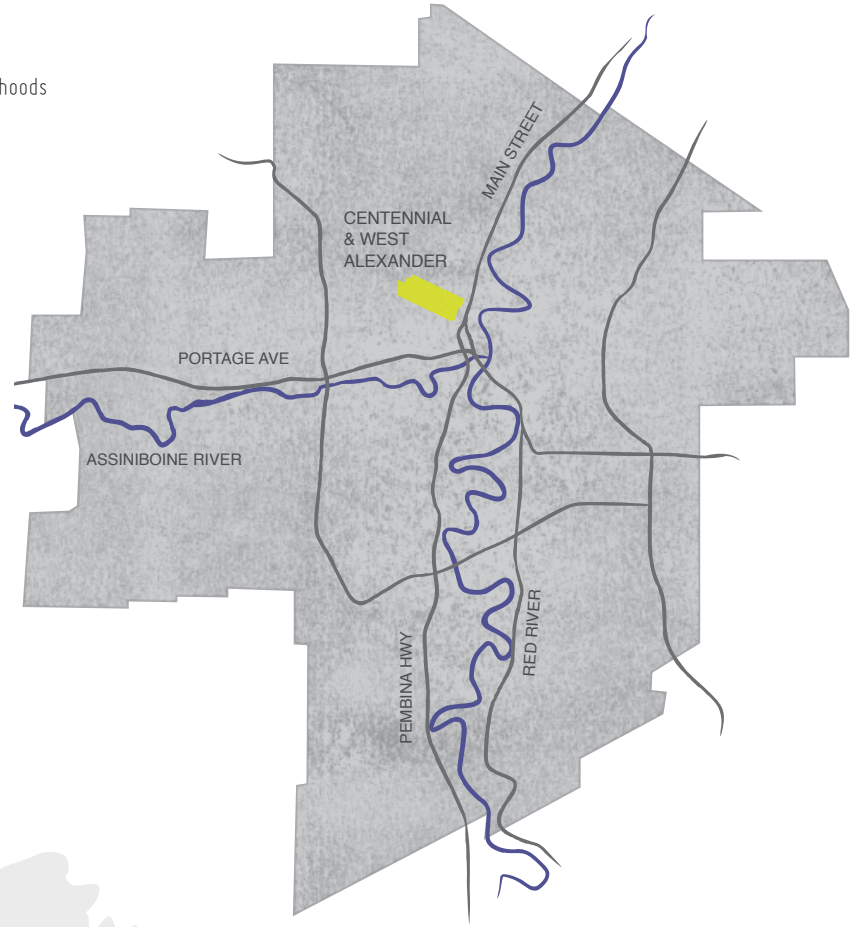 hoods
MAIN STREET
CENTENNIAL
& WEST
ALEXANDER
PORTAGE AVE
ASSINIBOINE RIVER
RED RIVER
PEMBINA HWY